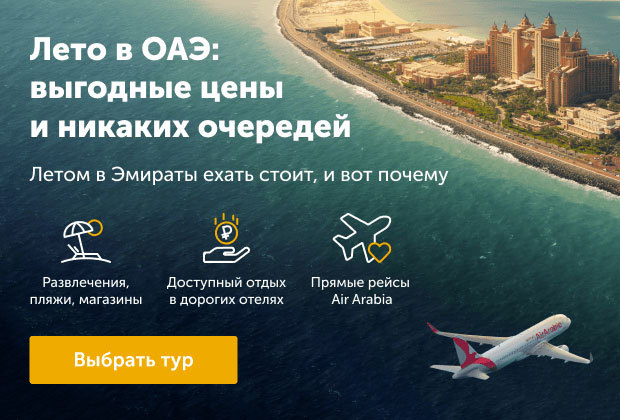 Лето в ОАЭ:
выгодные цены
и никаких очередей
Летом в Эмираты ехать стоит, и вот почему
₽
Развлечения,
пляжи, магазины
Доступный отдых
в дорогих отелях
Прямые рейсы
Air Arabia
Выбрать тур
AirArabia